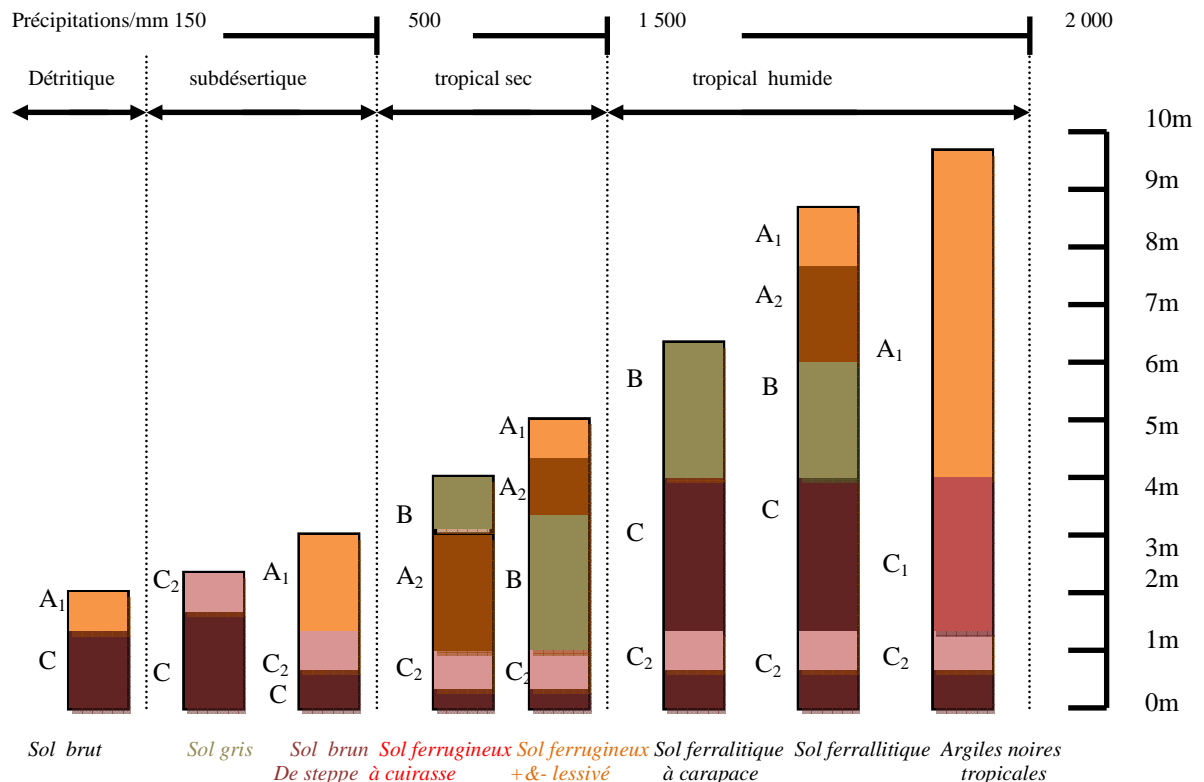 Précipitations/mm 150 500 1 500 2 000
Détritique subdésertique tropical sec tropical humide
10m
9m
8m
7m
6m
5m
4m
3m
2m
1m
0m
A1
C
C2
C
A1
C2
C
B
A2
C2
A1
A2
B
C2
B
C
C2
A1
A2
B
C
C2
A1
C1
C2
Sol brut Sol gris Sol brun Sol ferrugineux Sol ferrugineux Sol ferralitique Sol ferrallitique Argiles noires
De steppe à cuirasse +&- lessivé à carapace tropicales